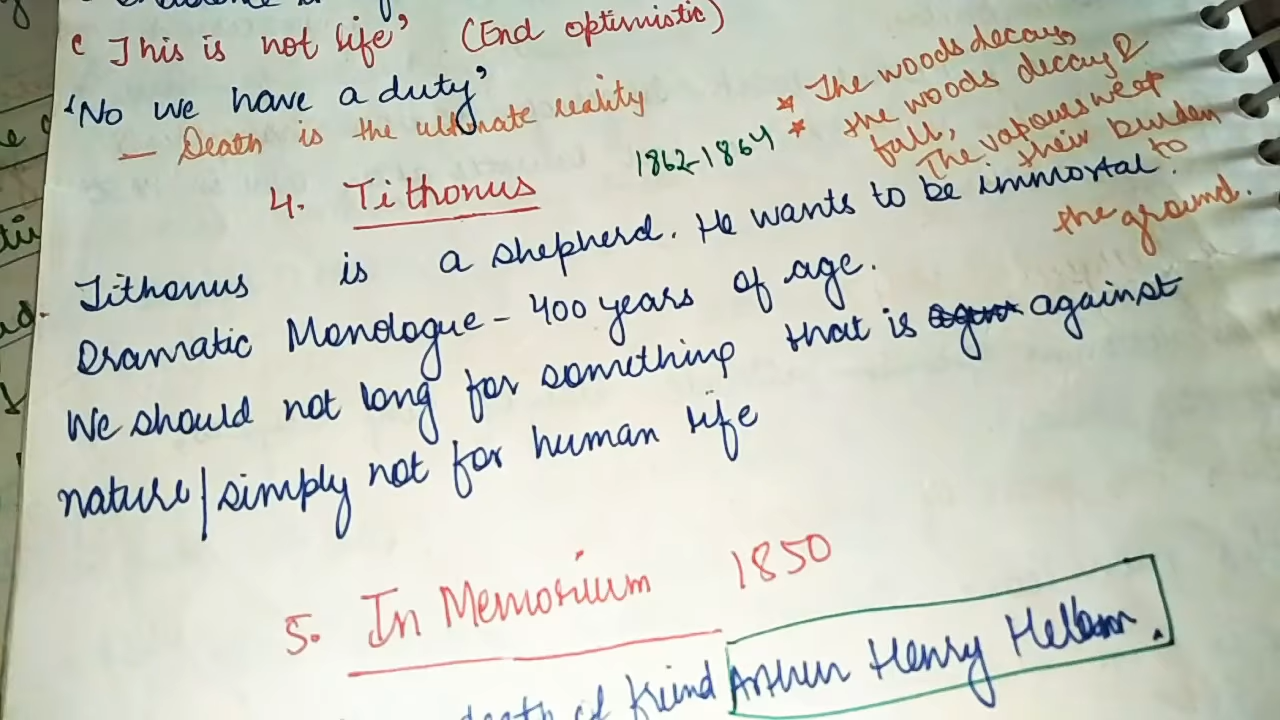 ' This is not life' (End optimistic)
'No we have a duty'
— Death is the ultimate reality
* The woods decay,
* the woods decay &
fall,
The vapours weep
their burden
to
the ground.
1862-1864
4. Tithonus
Tithonus is a shepherd. He wants to be immortal.
Dramatic Monologue - 400 years of age.
We should not long for something that is against
nature/simply not for human life
5. In Memorium 1850
death of friend Arthur Henry Hellam.